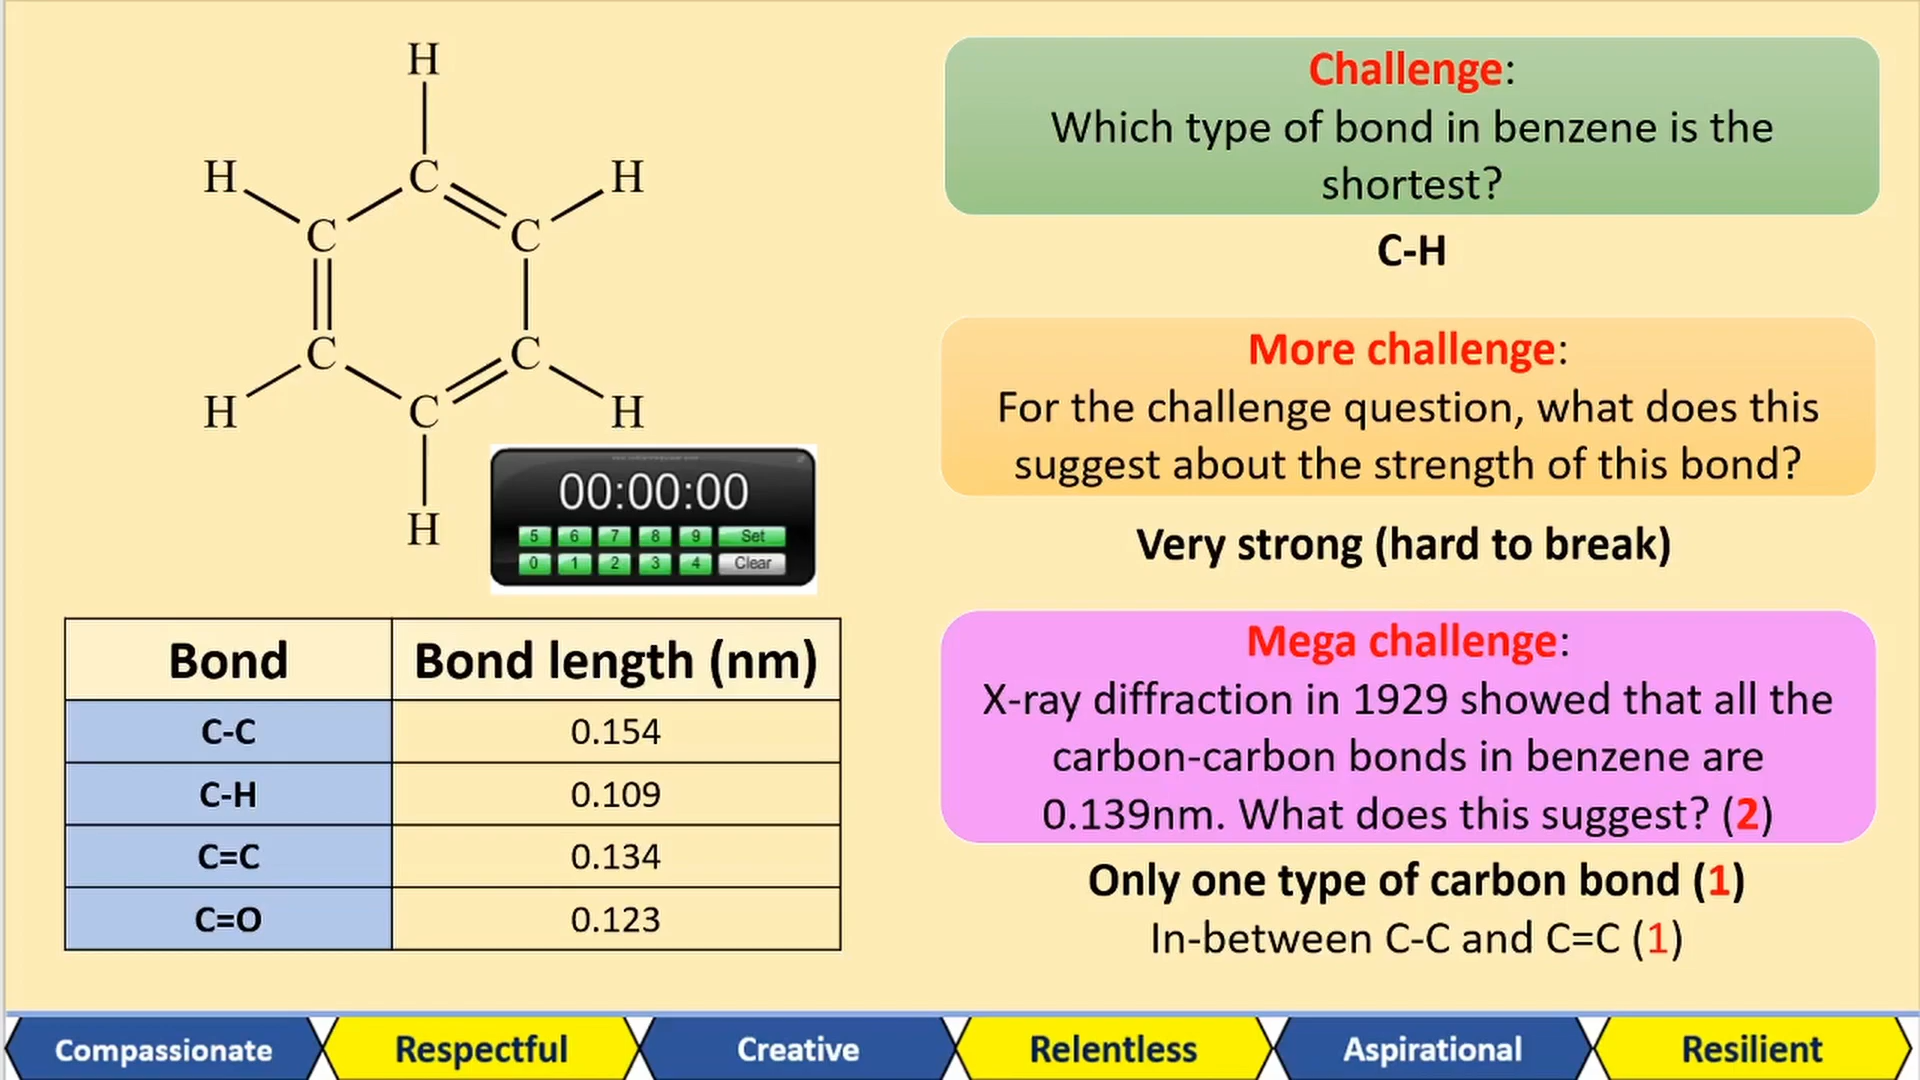 H
H
C
H
C
C
C
C
H
C
H
H
00:00:00
5 6 7 8 9 Set
0 1 2 3 4 Clear
Bond Bond length (nm)
C-C 0.154
C-H 0.109
C=C 0.134
C=O 0.123
Challenge:
Which type of bond in benzene is the
shortest?
C-H
More challenge:
For the challenge question, what does this
suggest about the strength of this bond?
Very strong (hard to break)
Mega challenge:
X-ray diffraction in 1929 showed that all the
carbon-carbon bonds in benzene are
0.139nm. What does this suggest? (2)
Only one type of carbon bond (1)
In-between C-C and C=C (1)
Compassionate Respectful Creative Relentless Aspirational Resilient